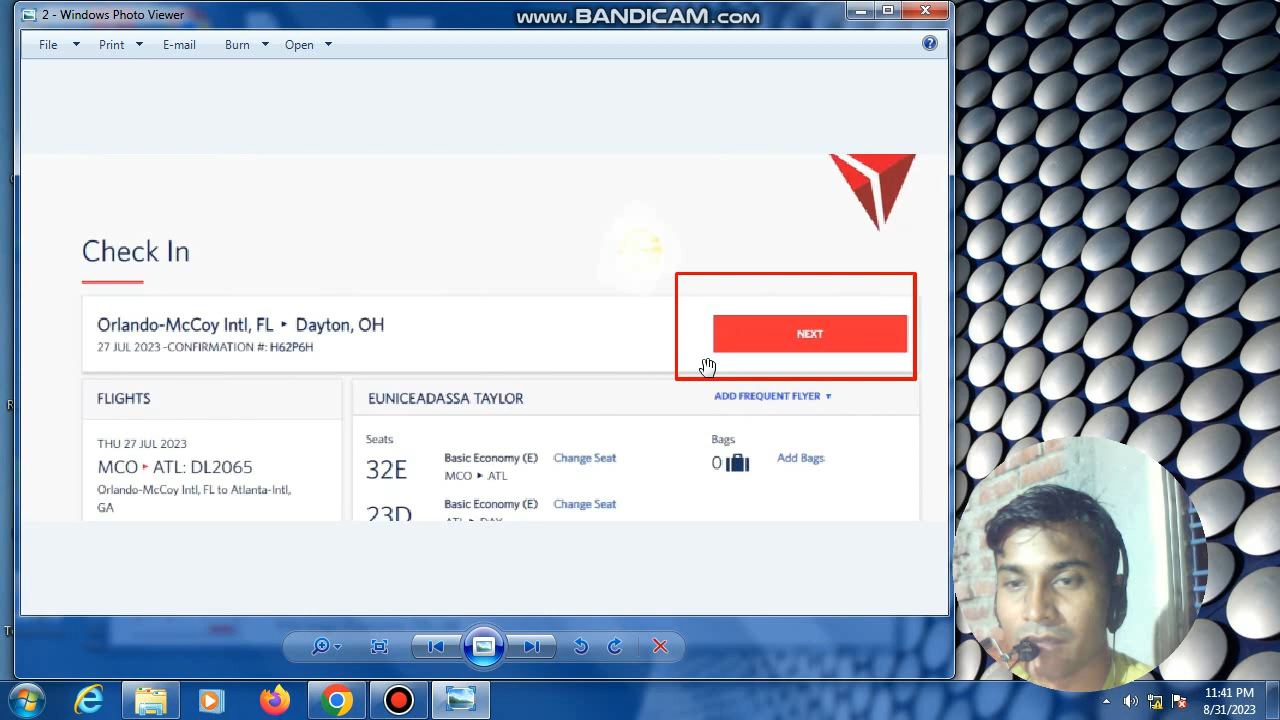 2 - Windows Photo Viewer
www.BANDICAM.com
File Print E-mail Burn Open
Check In
Orlando-McCoy Intl, FL ▸ Dayton, OH
27 JUL 2023 -CONFIRMATION #: H62P6H
NEXT
FLIGHTS
EUNICEADASSA TAYLOR
ADD FREQUENT FLYER ▾
THU 27 JUL 2023
MCO ▸ ATL: DL2065
Orlando-McCoy Intl, FL to Atlanta-Intl,
GA
Seats
32E
Basic Economy (E) Change Seat
MCO ▸ ATL
23D
Basic Economy (E) Change Seat
ATL ▸ DAY
Bags
0
Add Bags
11:41 PM
8/31/2023